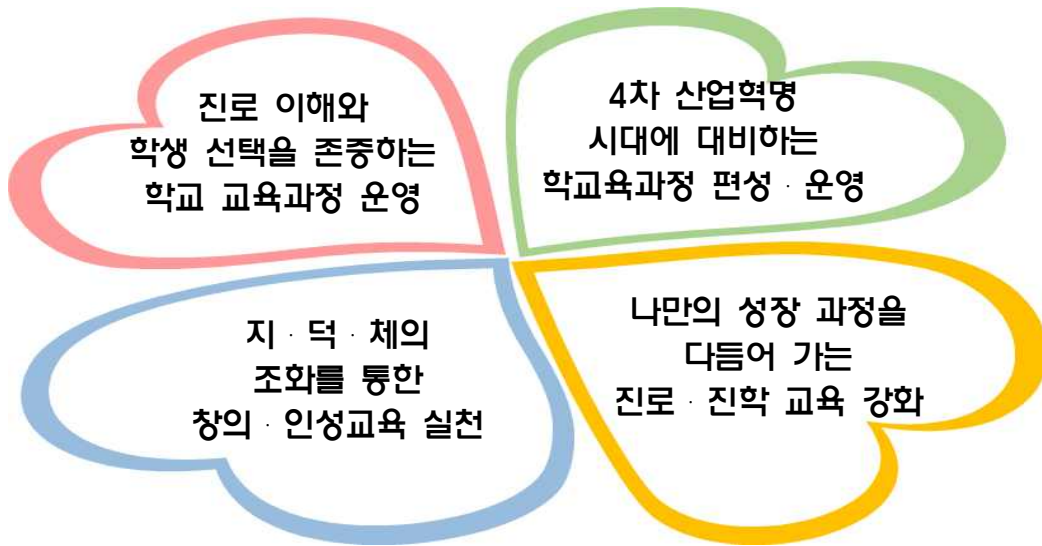 진로 이해와
학생 선택을 존중하는
학교 교육과정 운영
4차 산업혁명
시대에 대비하는
학교육과정 편성 · 운영
지 · 덕 · 체의
조화를 통한
창의 · 인성교육 실천
나만의 성장 과정을
다듬어 가는
진로 · 진학 교육 강화